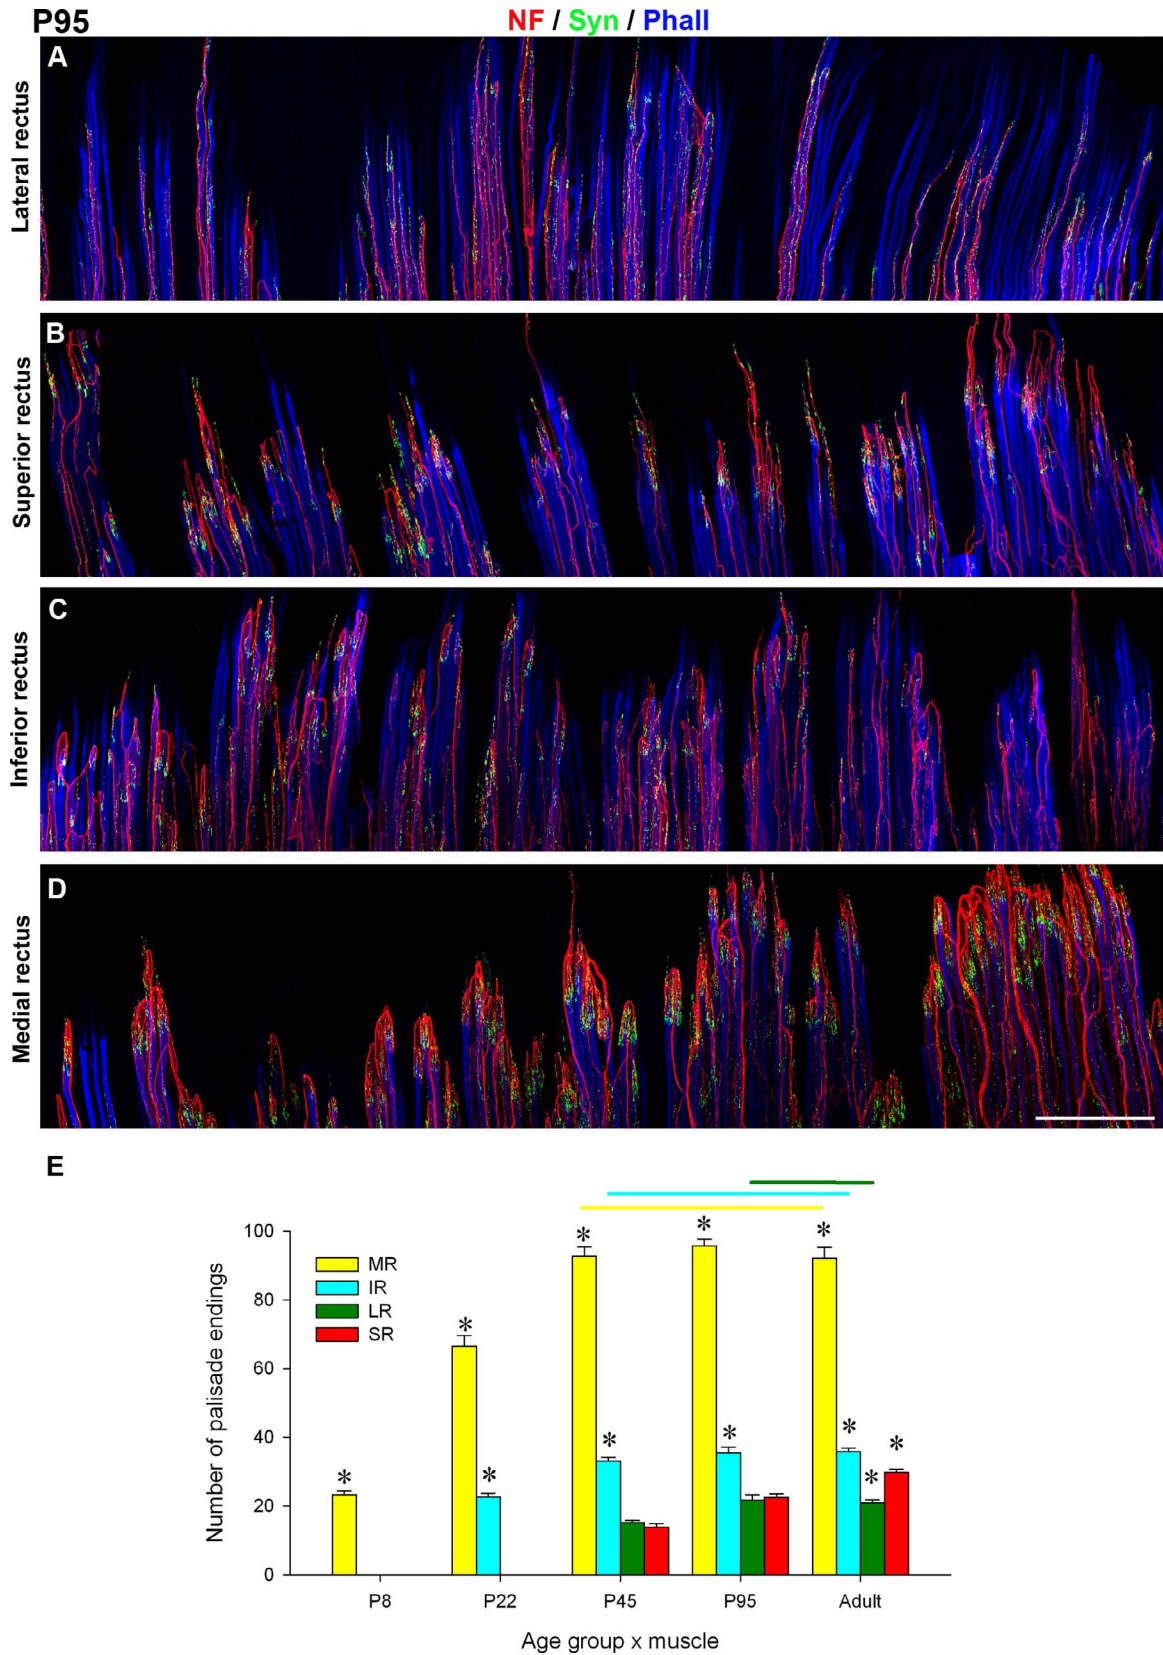 P95
NF / Syn / Phall
A
Lateral rectus
B
Superior rectus
C
Inferior rectus
D
Medial rectus
E
Number of palisade endings
100
80
60
40
20
0
MR
IR
LR
SR
*
*
*
*
*
*
*
*
*
*
*
P8
P22
P45
P95
Adult
Age group x muscle